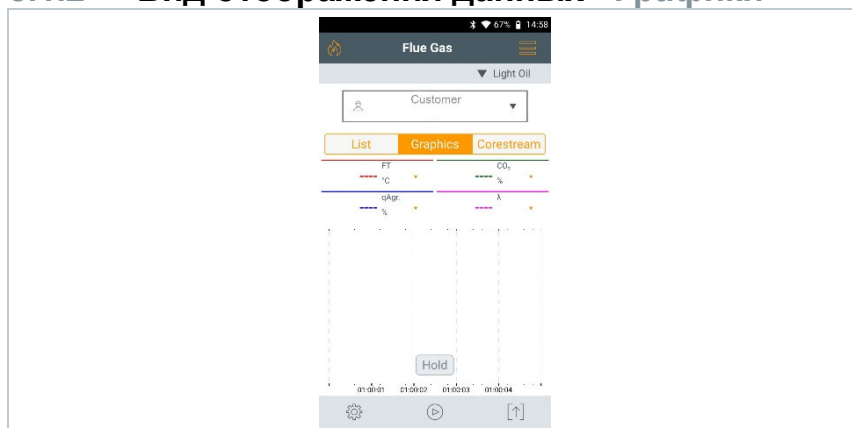 Вид отображения данных Графики
67% 14:58
Flue Gas
Light Oil
Customer
List Graphics Corestream
FT CO₂
---- °C ---- %
qAgr. λ
---- % ----
Hold
01:00:01 01:00:02 01:00:03 01:00:04